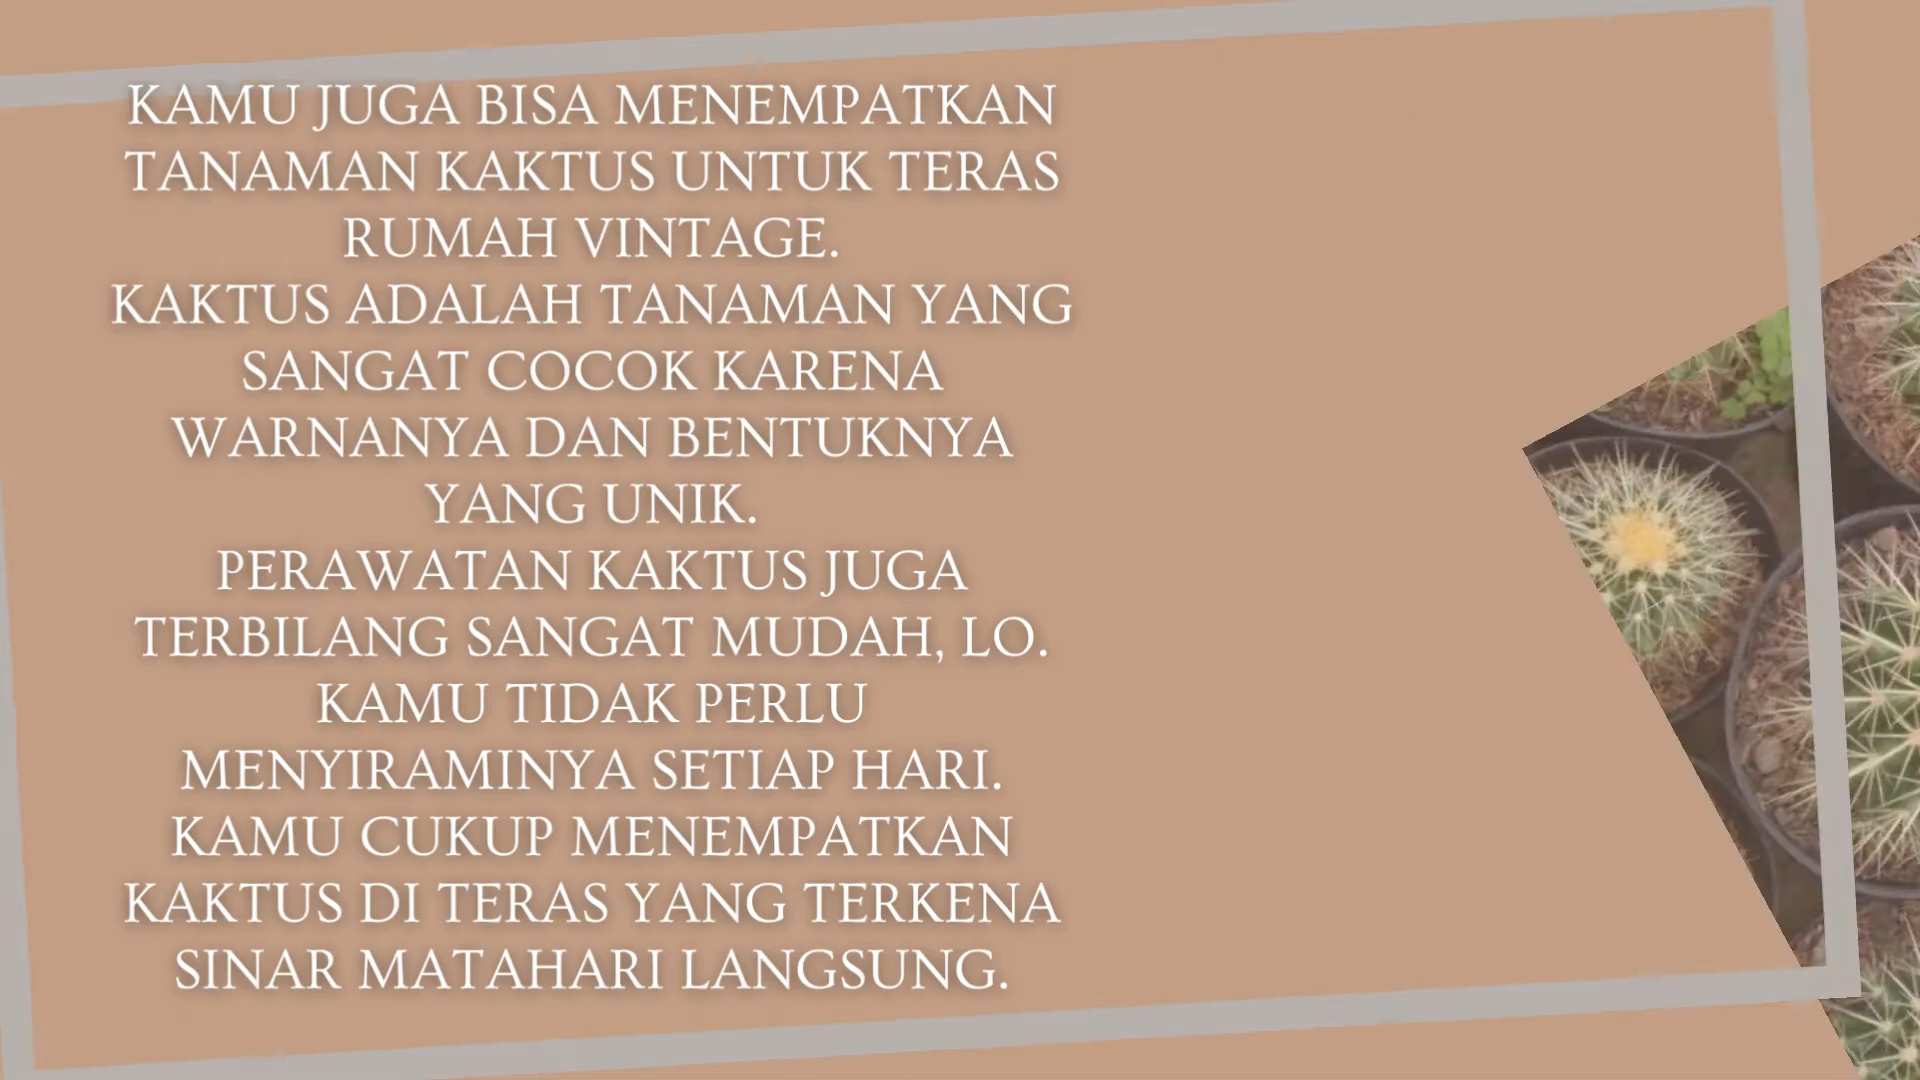 KAMU JUGA BISA MENEMPATKAN
TANAMAN KAKTUS UNTUK TERAS
RUMAH VINTAGE.
KAKTUS ADALAH TANAMAN YANG
SANGAT COCOK KARENA
WARNANYA DAN BENTUKNYA
YANG UNIK.
PERAWATAN KAKTUS JUGA
TERBILANG SANGAT MUDAH, LO.
KAMU TIDAK PERLU
MENYIRAMINYA SETIAP HARI.
KAMU CUKUP MENEMPATKAN
KAKTUS DI TERAS YANG TERKENA
SINAR MATAHARI LANGSUNG.